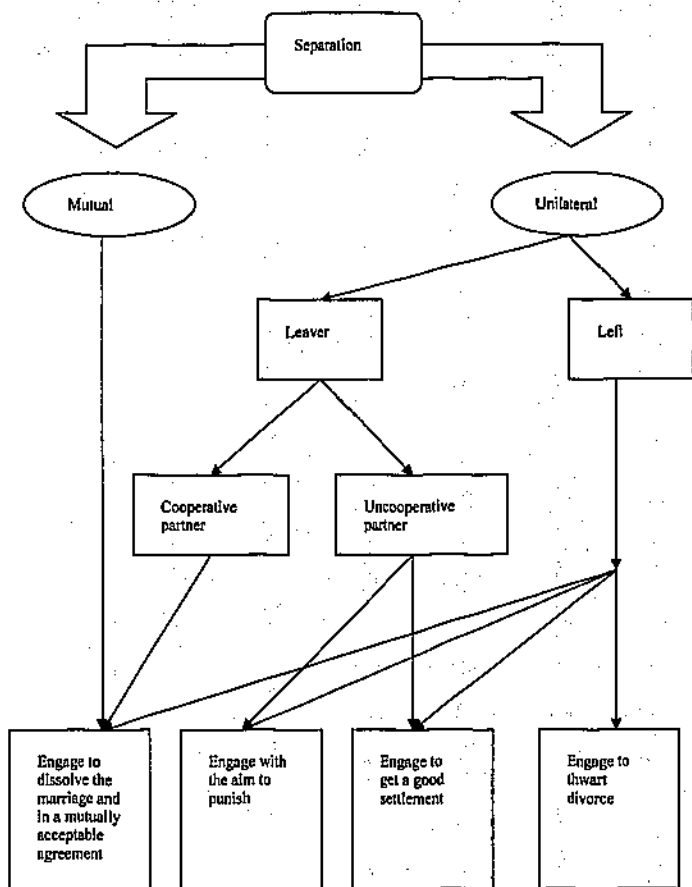 Separation
Mutual
Unilateral
Leaver
Left
Cooperative
partner
Uncooperative
partner
Engage to
dissolve the
marriage and
in a mutually
acceptable
agreement
Engage with
the aim to
punish
Engage to
get a good
settlement
Engage to
thwart
divorce